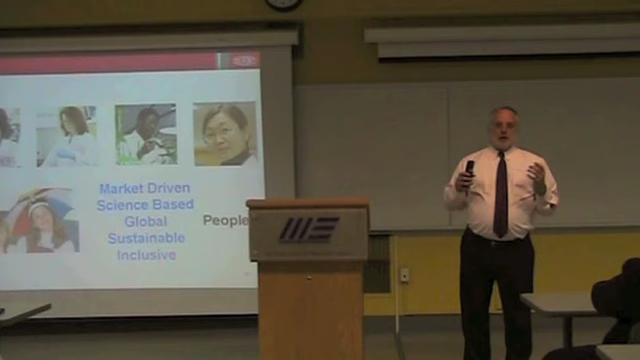 Market Driven
Science Based
Global
Sustainable
Inclusive
People